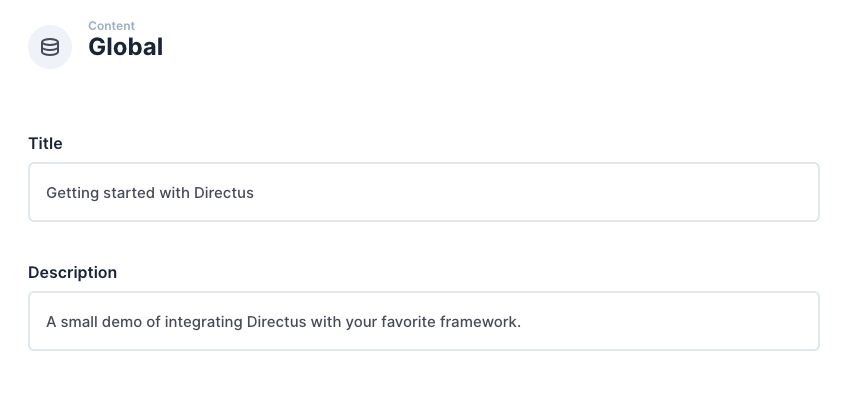 Content
Global
Title
Getting started with Directus
Description
A small demo of integrating Directus with your favorite framework.